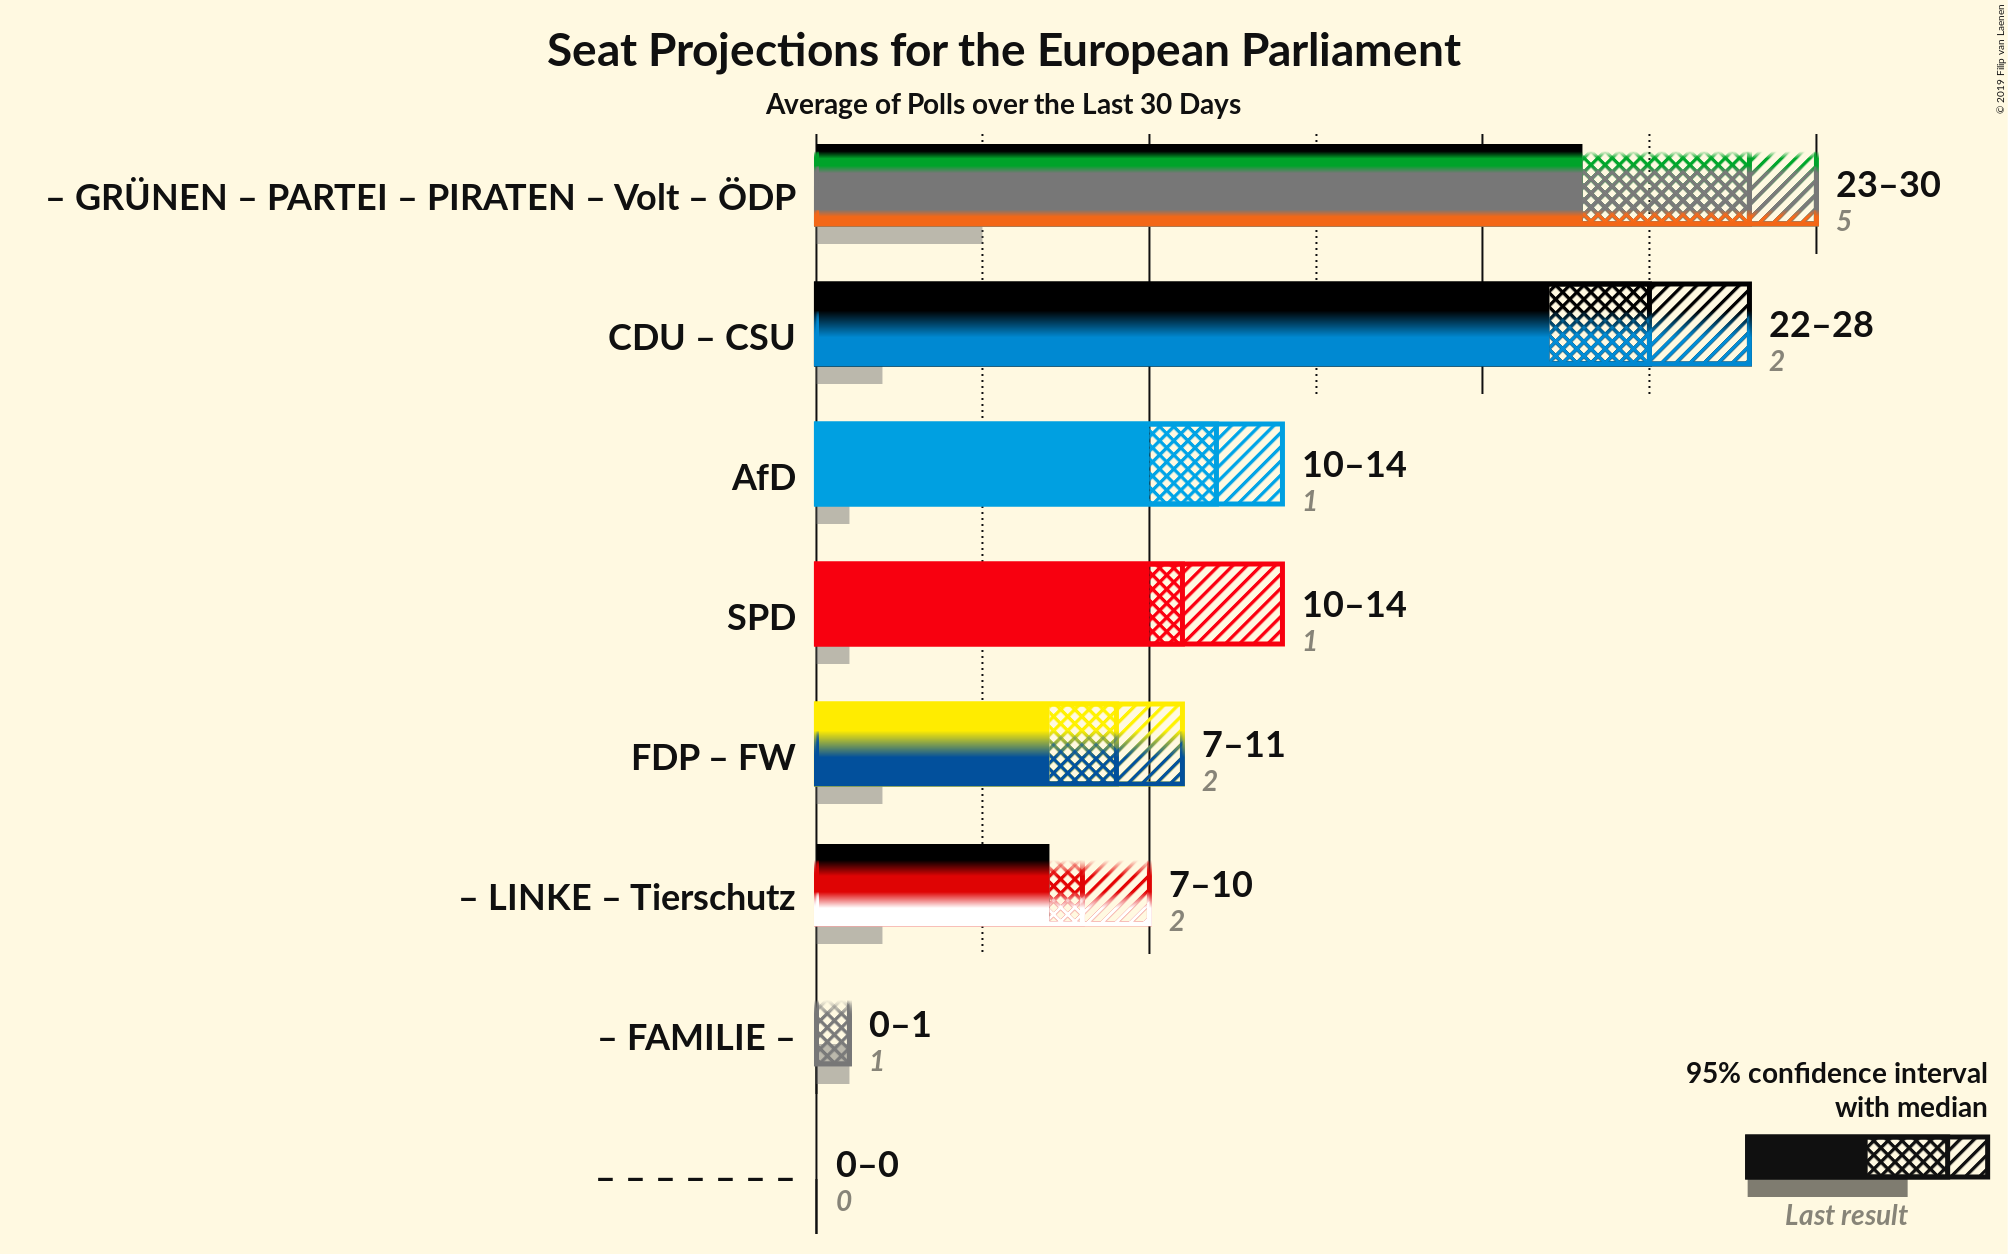 Seat Projections for the European Parliament
Average of Polls over the Last 30 Days
© 2019 Filip van Laenen
– GRÜNEN – PARTEI – PIRATEN – Volt – ÖDP
23–30
5
CDU – CSU
22–28
2
AfD
10–14
1
SPD
10–14
1
FDP – FW
7–11
2
– LINKE – Tierschutz
7–10
2
– FAMILIE –
0–1
1
– – – – – – –
0–0
0
95% confidence interval
with median
Last result